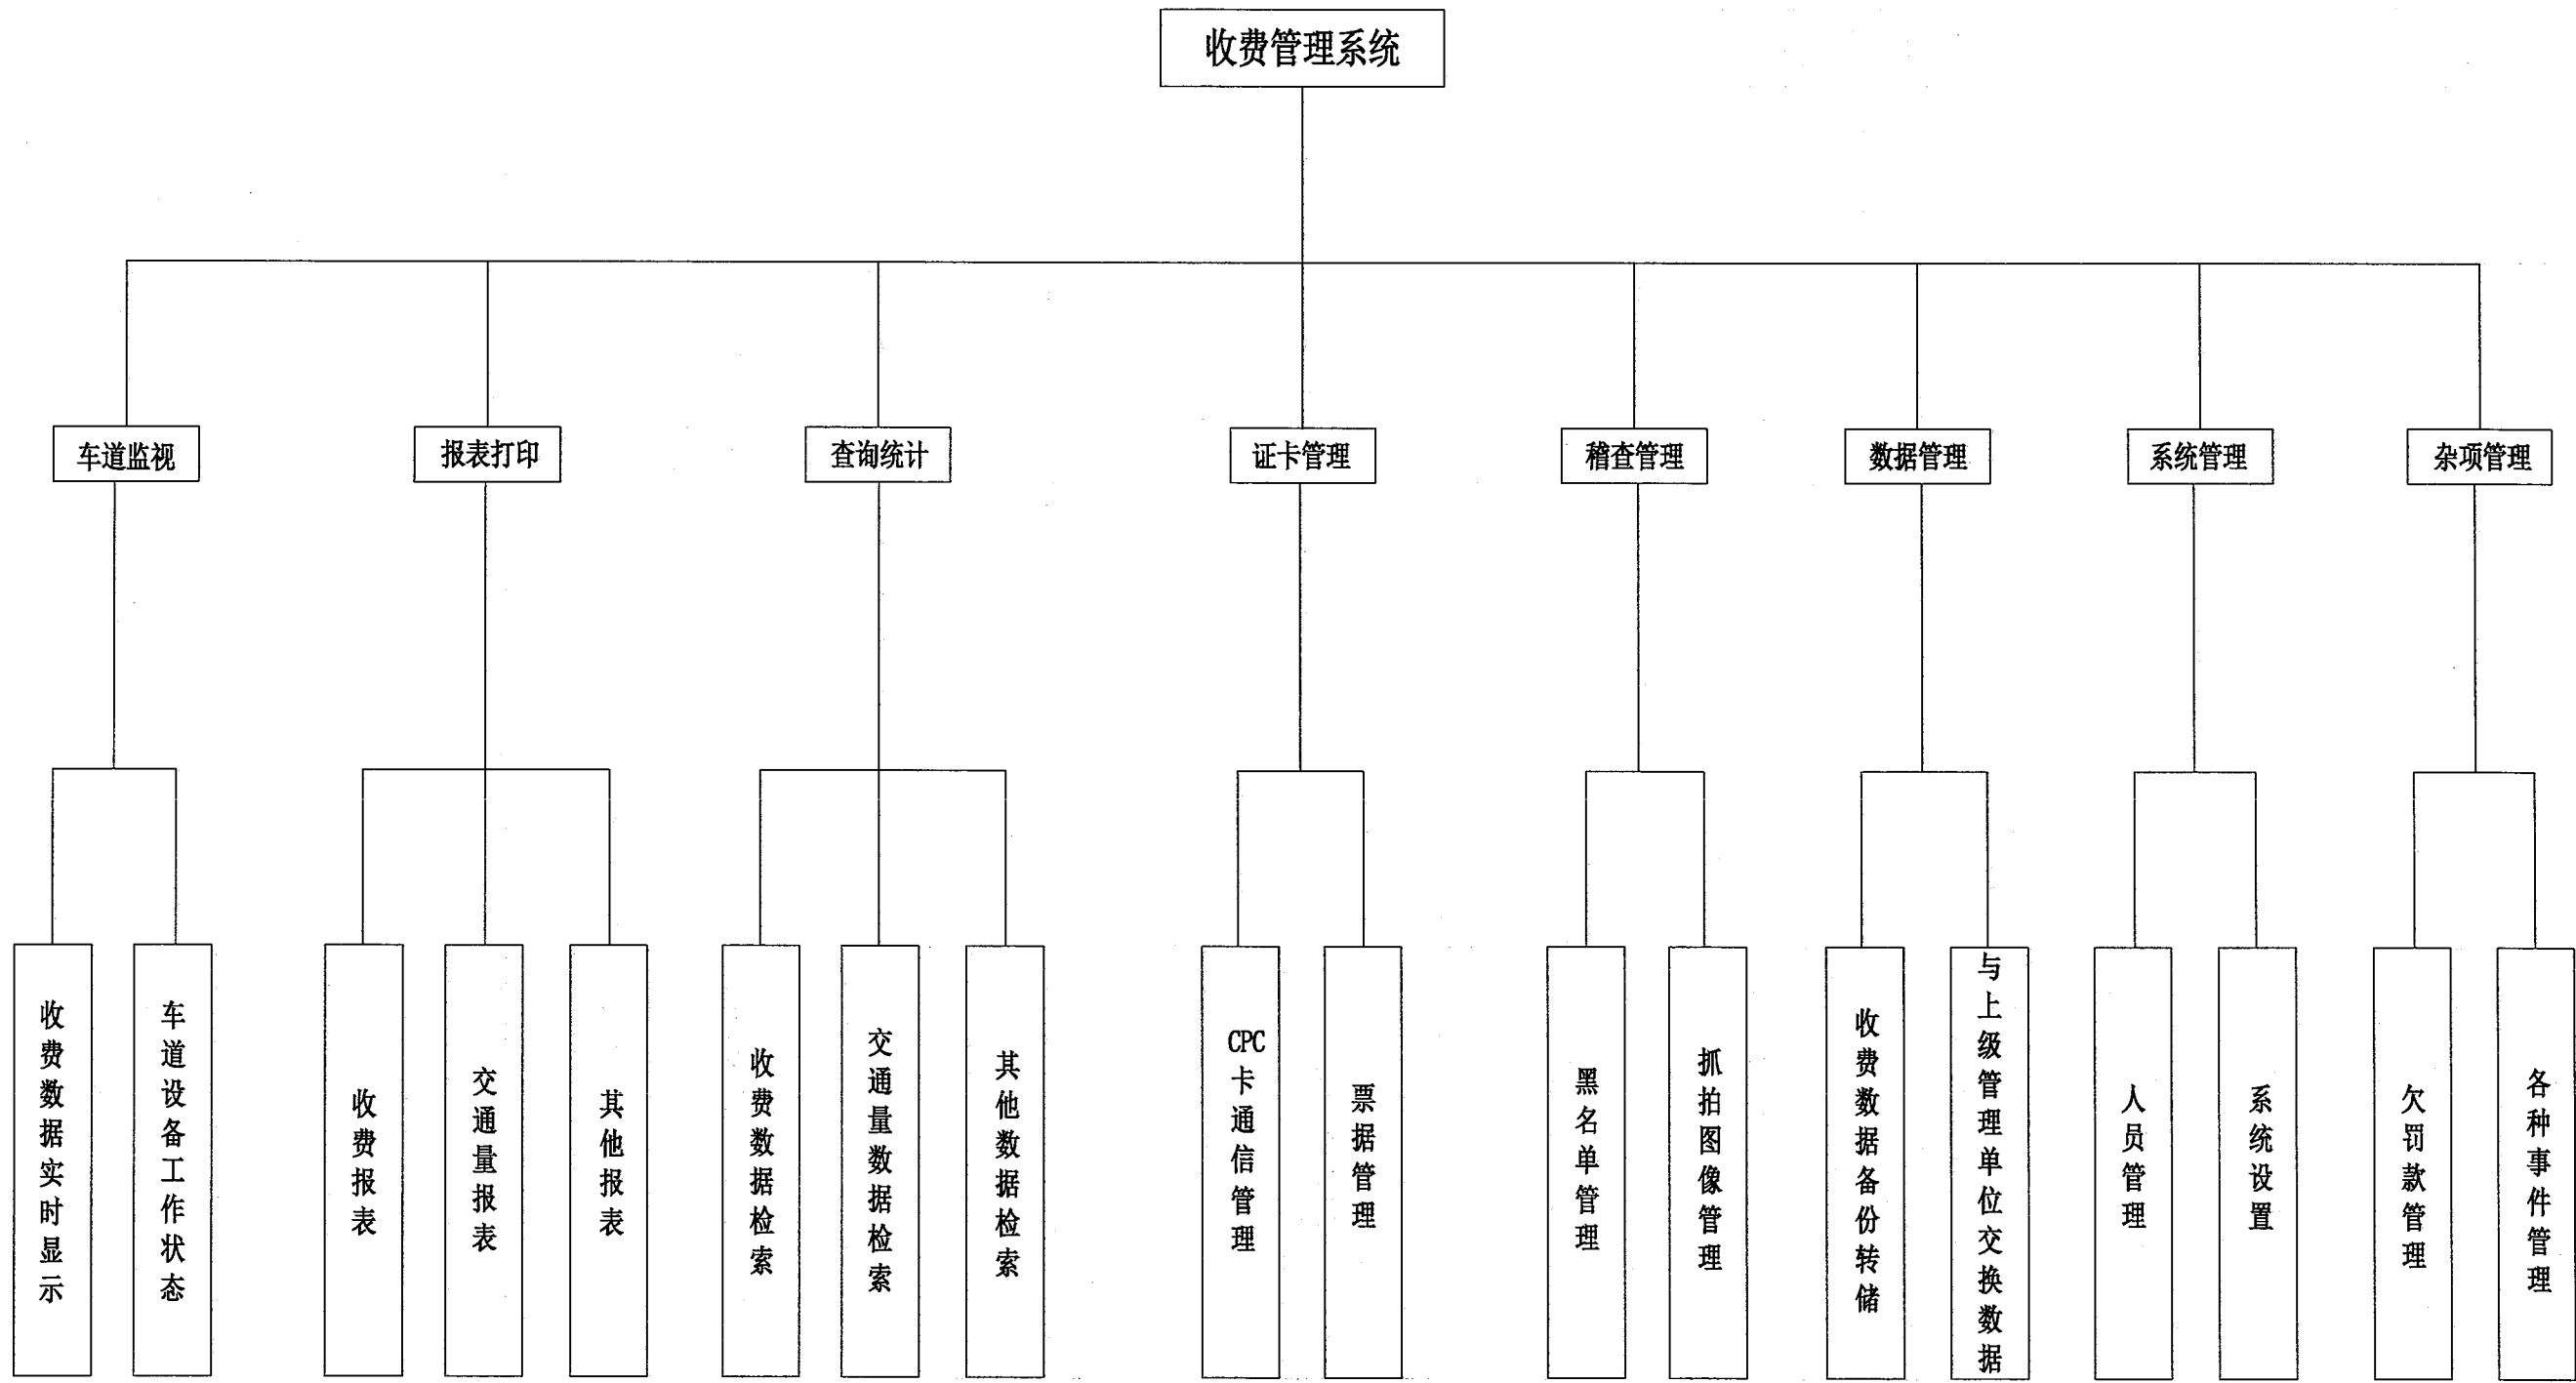 收费管理系统
车道监视
报表打印
查询统计
证卡管理
稽查管理
数据管理
系统管理
杂项管理
收费数据实时显示
车道设备工作状态
收费报表
交通量报表
其他报表
收费数据检索
交通量数据检索
其他数据检索
CPC卡通信管理
票据管理
黑名单管理
抓拍图像管理
收费数据备份转储
与上级管理单位交换数据
人员管理
系统设置
欠罚款管理
各种事件管理